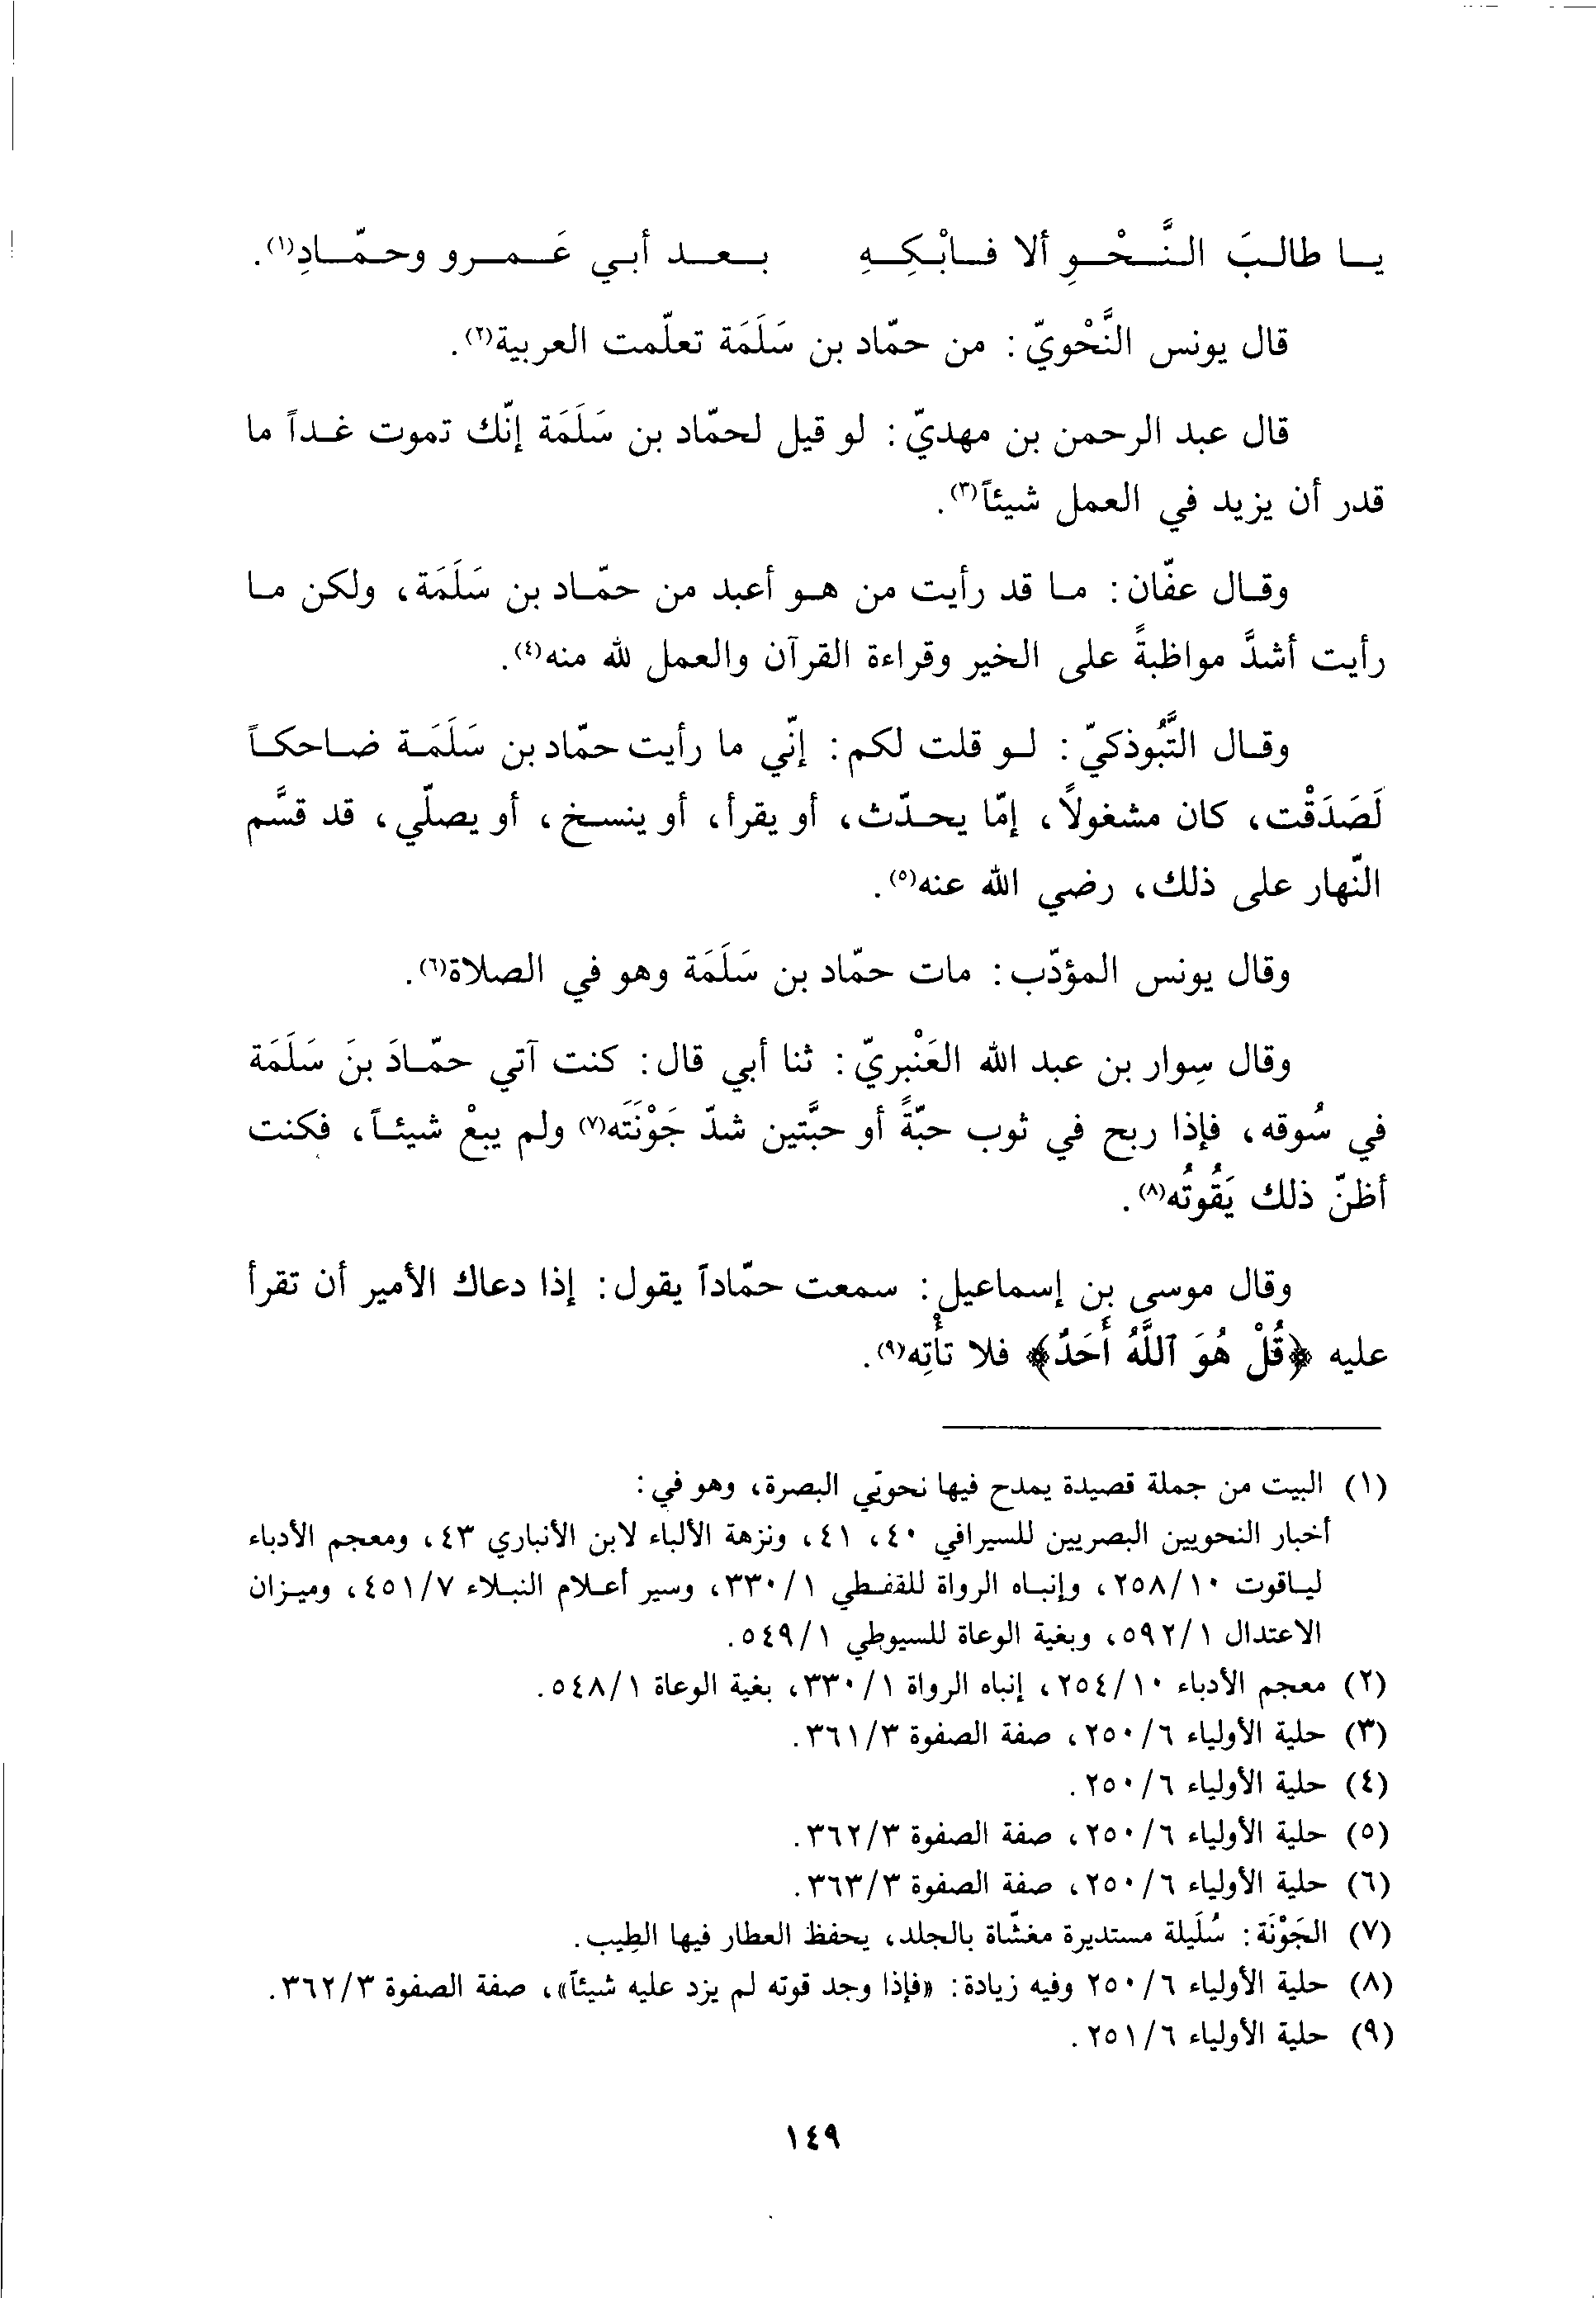 يا طالبَ النَّحْوِ ألا فابْكِهِ بعد أبي عَمرو وحمّادِ(١).
قال يونس النَّحْويّ: من حمّاد بن سَلَمَة تعلّمت العربية(٢).
قال عبد الرحمن بن مهديّ: لو قيل لحمّاد بن سَلَمَة إنّك تموت غداً ما
قدر أن يزيد في العمل شيئاً(٣).
وقال عفّان: ما قد رأيت من هو أعبد من حمّاد بن سَلَمَة، ولكن ما
رأيت أشدَّ مواظبةً على الخير وقراءة القرآن والعمل لله منه(٤).
وقال التَّبُوذكيّ: لو قلت لكم: إنّي ما رأيت حمّاد بن سَلَمَة ضاحكاً
لَصَدَقْت، كان مشغولاً، إمّا يحدّث، أو يقرأ، أو ينسخ، أو يصلّي، قد قسَّم
النّهار على ذلك، رضي الله عنه(٥).
وقال يونس المؤدّب: مات حمّاد بن سَلَمَة وهو في الصلاة(٦).
وقال سِوار بن عبد الله العَنْبريّ: ثنا أبي قال: كنت آتي حمّادَ بنَ سَلَمَة
في سُوقه، فإذا ربح في ثوب حبّةً أو حبَّتين شدّ جَوْنَتَه(٧) ولم يبعْ شيئاً، فكنت
أظنّ ذلك يَقُوتُه(٨).
وقال موسى بن إسماعيل: سمعت حمّاداً يقول: إذا دعاك الأمير أن تقرأ
عليه ﴿قُلْ هُوَ ٱللَّهُ أَحَدٌ﴾ فلا تأْتِه(٩).
(١) البيت من جملة قصيدة يمدح فيها نحويّي البصرة، وهو في:
أخبار النحويين البصريين للسيرافي ٤٠، ٤١، ونزهة الألباء لابن الأنباري ٤٣، ومعجم الأدباء
لياقوت ٢٥٨/١٠، وإنباه الرواة للقفطي ٣٣٠/١، وسير أعلام النبلاء ٤٥١/٧، وميزان
الاعتدال ٥٩٢/١، وبغية الوعاة للسيوطي ٥٤٩/١.
(٢) معجم الأدباء ٢٥٤/١٠، إنباه الرواة ٣٣٠/١، بغية الوعاة ٥٤٨/١.
(٣) حلية الأولياء ٢٥٠/٦، صفة الصفوة ٣٦١/٣.
(٤) حلية الأولياء ٢٥٠/٦.
(٥) حلية الأولياء ٢٥٠/٦، صفة الصفوة ٣٦٢/٣.
(٦) حلية الأولياء ٢٥٠/٦، صفة الصفوة ٣٦٣/٣.
(٧) الجَوْنَة: سُلَيلة مستديرة مغشّاة بالجلد، يحفظ العطار فيها الطِيب.
(٨) حلية الأولياء ٢٥٠/٦ وفيه زيادة: «فإذا وجد قوته لم يزد عليه شيئاً»، صفة الصفوة ٣٦٢/٣.
(٩) حلية الأولياء ٢٥١/٦.
١٤٩